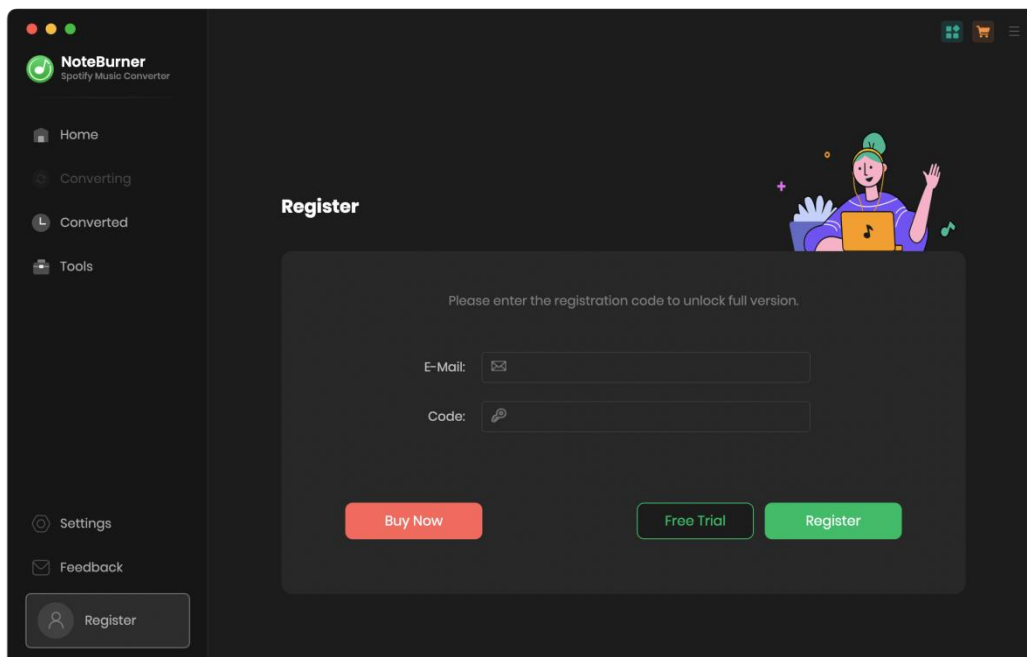 NoteBurner
Spotify Music Converter
Home
Converting
Converted
Tools
Settings
Feedback
Register
Register
Please enter the registration code to unlock full version.
E-Mail:
Code:
Buy Now
Free Trial
Register